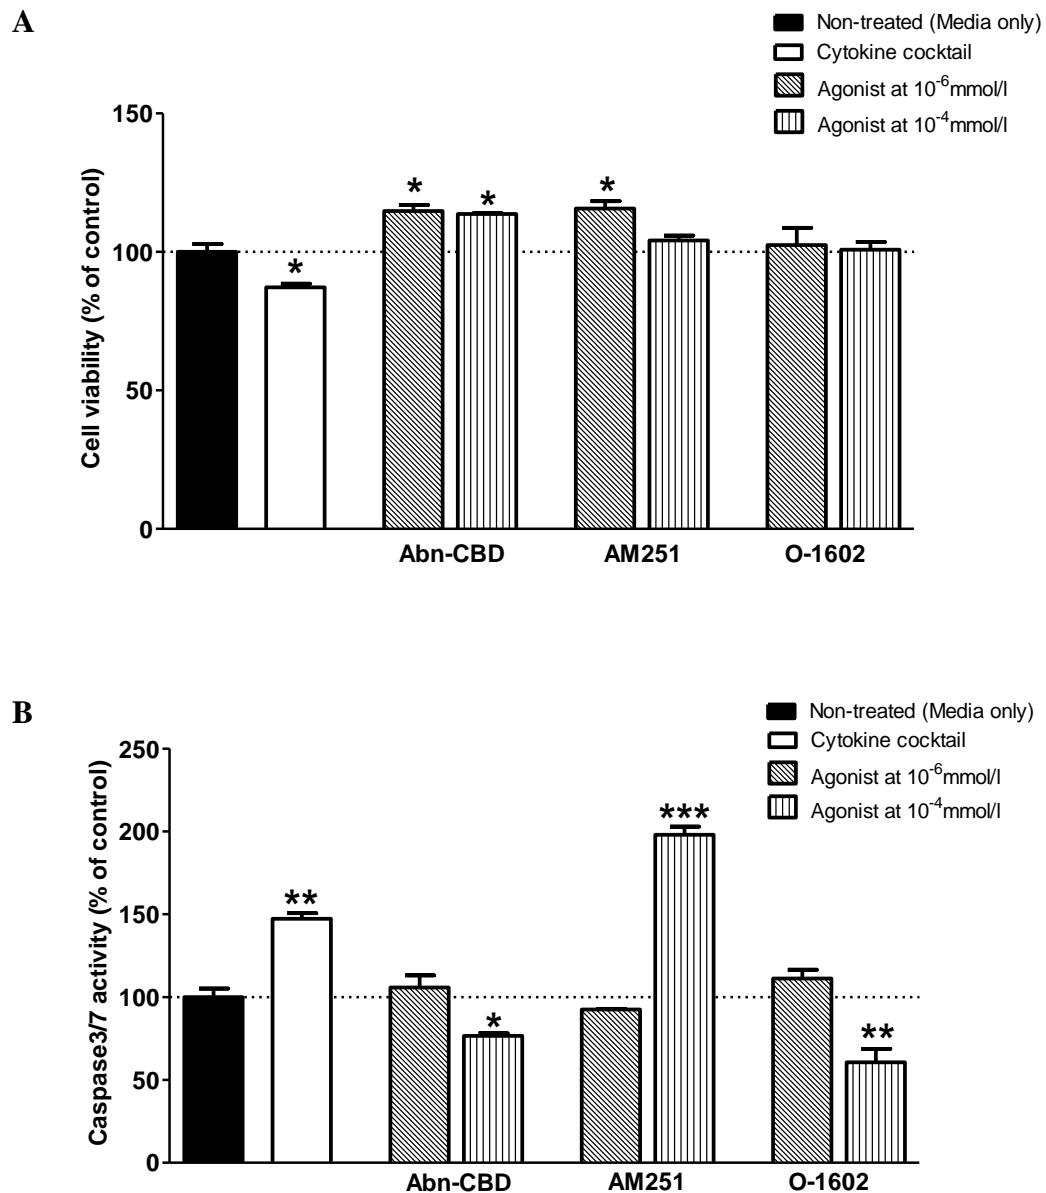 A
Non-treated (Media only)
Cytokine cocktail
Agonist at 10-6mmol/l
Agonist at 10-4mmol/l
Cell viability (% of control)
150
100
50
0
*
*
*
*
Abn-CBD
AM251
O-1602
B
Non-treated (Media only)
Cytokine cocktail
Agonist at 10-6mmol/l
Agonist at 10-4mmol/l
Caspase3/7 activity (% of control)
250
200
150
100
50
0
**
*
***
**
Abn-CBD
AM251
O-1602